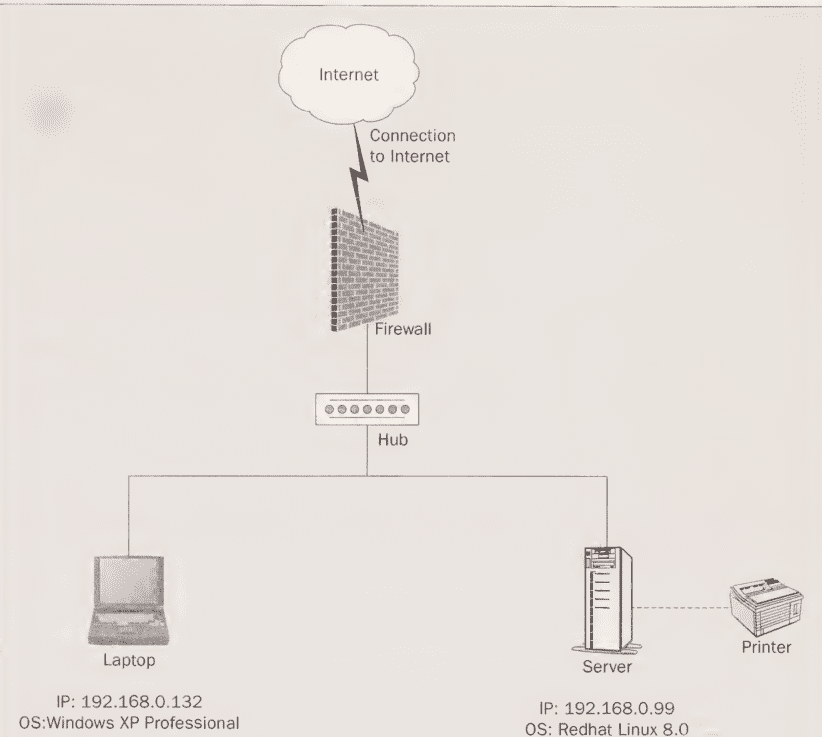 Internet
Connection
to Internet
Firewall
Hub
Laptop
Server
Printer
IP: 192.168.0.132
OS:Windows XP Professional
IP: 192.168.0.99
OS: Redhat Linux 8.0